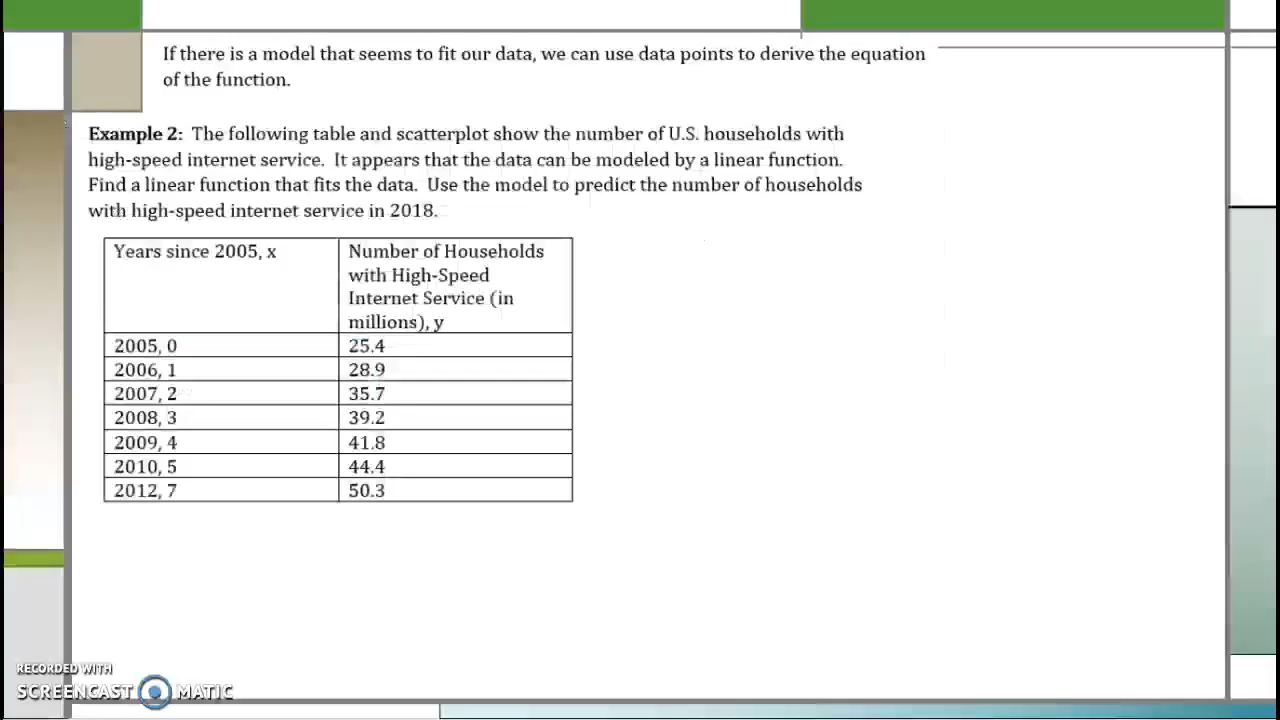 If there is a model that seems to fit our data, we can use data points to derive the equation
of the function.
Example 2:  The following table and scatterplot show the number of U.S. households with
high-speed internet service.  It appears that the data can be modeled by a linear function.
Find a linear function that fits the data.  Use the model to predict the number of households
with high-speed internet service in 2018.
Years since 2005, x
Number of Households
with High-Speed
Internet Service (in
millions), y
2005, 0 25.4
2006, 1 28.9
2007, 2 35.7
2008, 3 39.2
2009, 4 41.8
2010, 5 44.4
2012, 7 50.3
RECORDED WITH
SCREENCAST MATIC